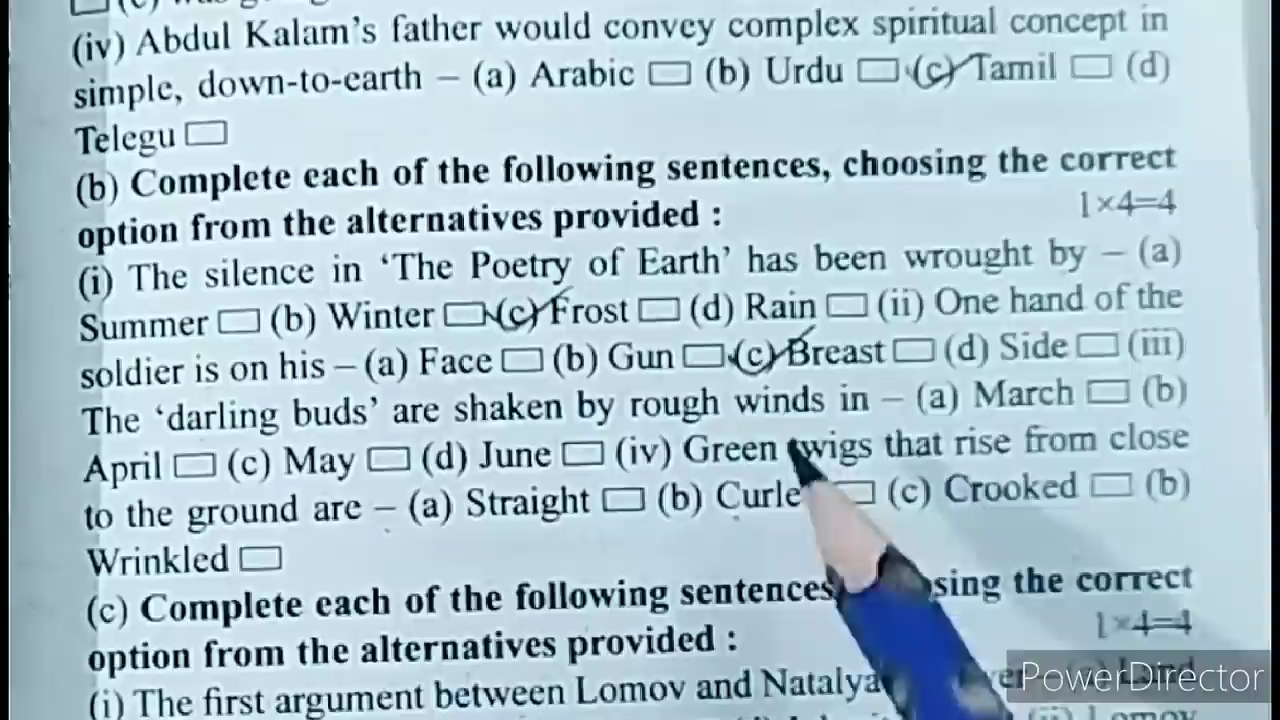 (iv) Abdul Kalam's father would convey complex spiritual concept in
simple, down-to-earth – (a) Arabic (b) Urdu (c) Tamil (d)
Telegu
(b) Complete each of the following sentences, choosing the correct
option from the alternatives provided : 1×4=4
(i) The silence in 'The Poetry of Earth' has been wrought by – (a)
Summer (b) Winter (c) Frost (d) Rain (ii) One hand of the
soldier is on his – (a) Face (b) Gun (c) Breast (d) Side (iii)
The 'darling buds' are shaken by rough winds in – (a) March (b)
April (c) May (d) June (iv) Green twigs that rise from close
to the ground are – (a) Straight (b) Curle (c) Crooked (b)
Wrinkled
(c) Complete each of the following sentences sing the correct
option from the alternatives provided : 1×4=4
(i) The first argument between Lomov and Natalya
PowerDirector